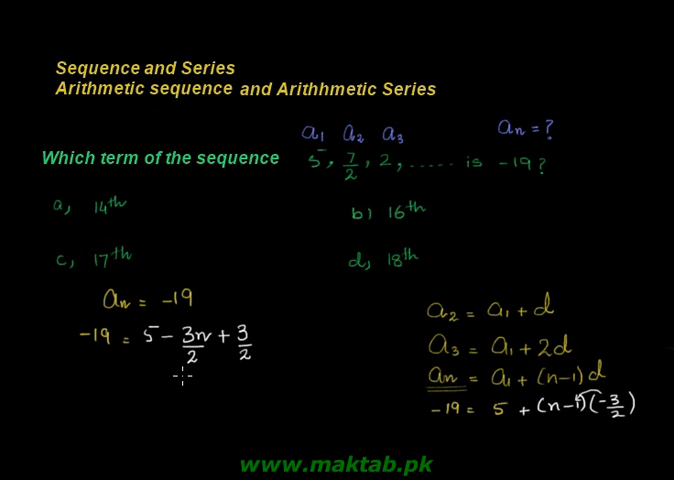 Sequence and Series
Arithmetic sequence and Arithhmetic Series
a₁ a₂ a₃ aₙ = ?
Which term of the sequence 5, 7/2, 2, ..... is -19?
a, 14th b) 16th
c, 17th d, 18th
aₙ = -19
-19 = 5 - 3n/2 + 3/2
a₂ = a₁ + d
a₃ = a₁ + 2d
aₙ = a₁ + (n-1)d
-19 = 5 + (n-1)(-3/2)
www.maktab.pk